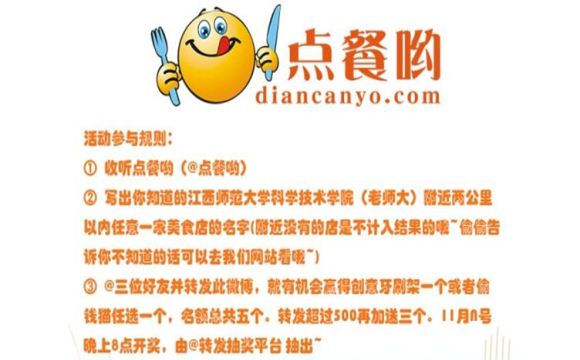 点餐哟
diancanyo.com
活动参与规则：
① 收听点餐哟（@点餐哟）
② 写出你知道的江西师范大学科学技术学院（老师大）附近两公里
以内任意一家美食店的名字(附近没有的店是不计入结果的哦~偷偷告
诉你不知道的话可以去我们网站看哦~)
③ @三位好友并转发此微博，就有机会赢得创意牙刷架一个或者偷
钱猫任选一个，名额总共五个．转发超过500再加送三个．11月8号
晚上8点开奖，由@转发抽奖平台 抽出~